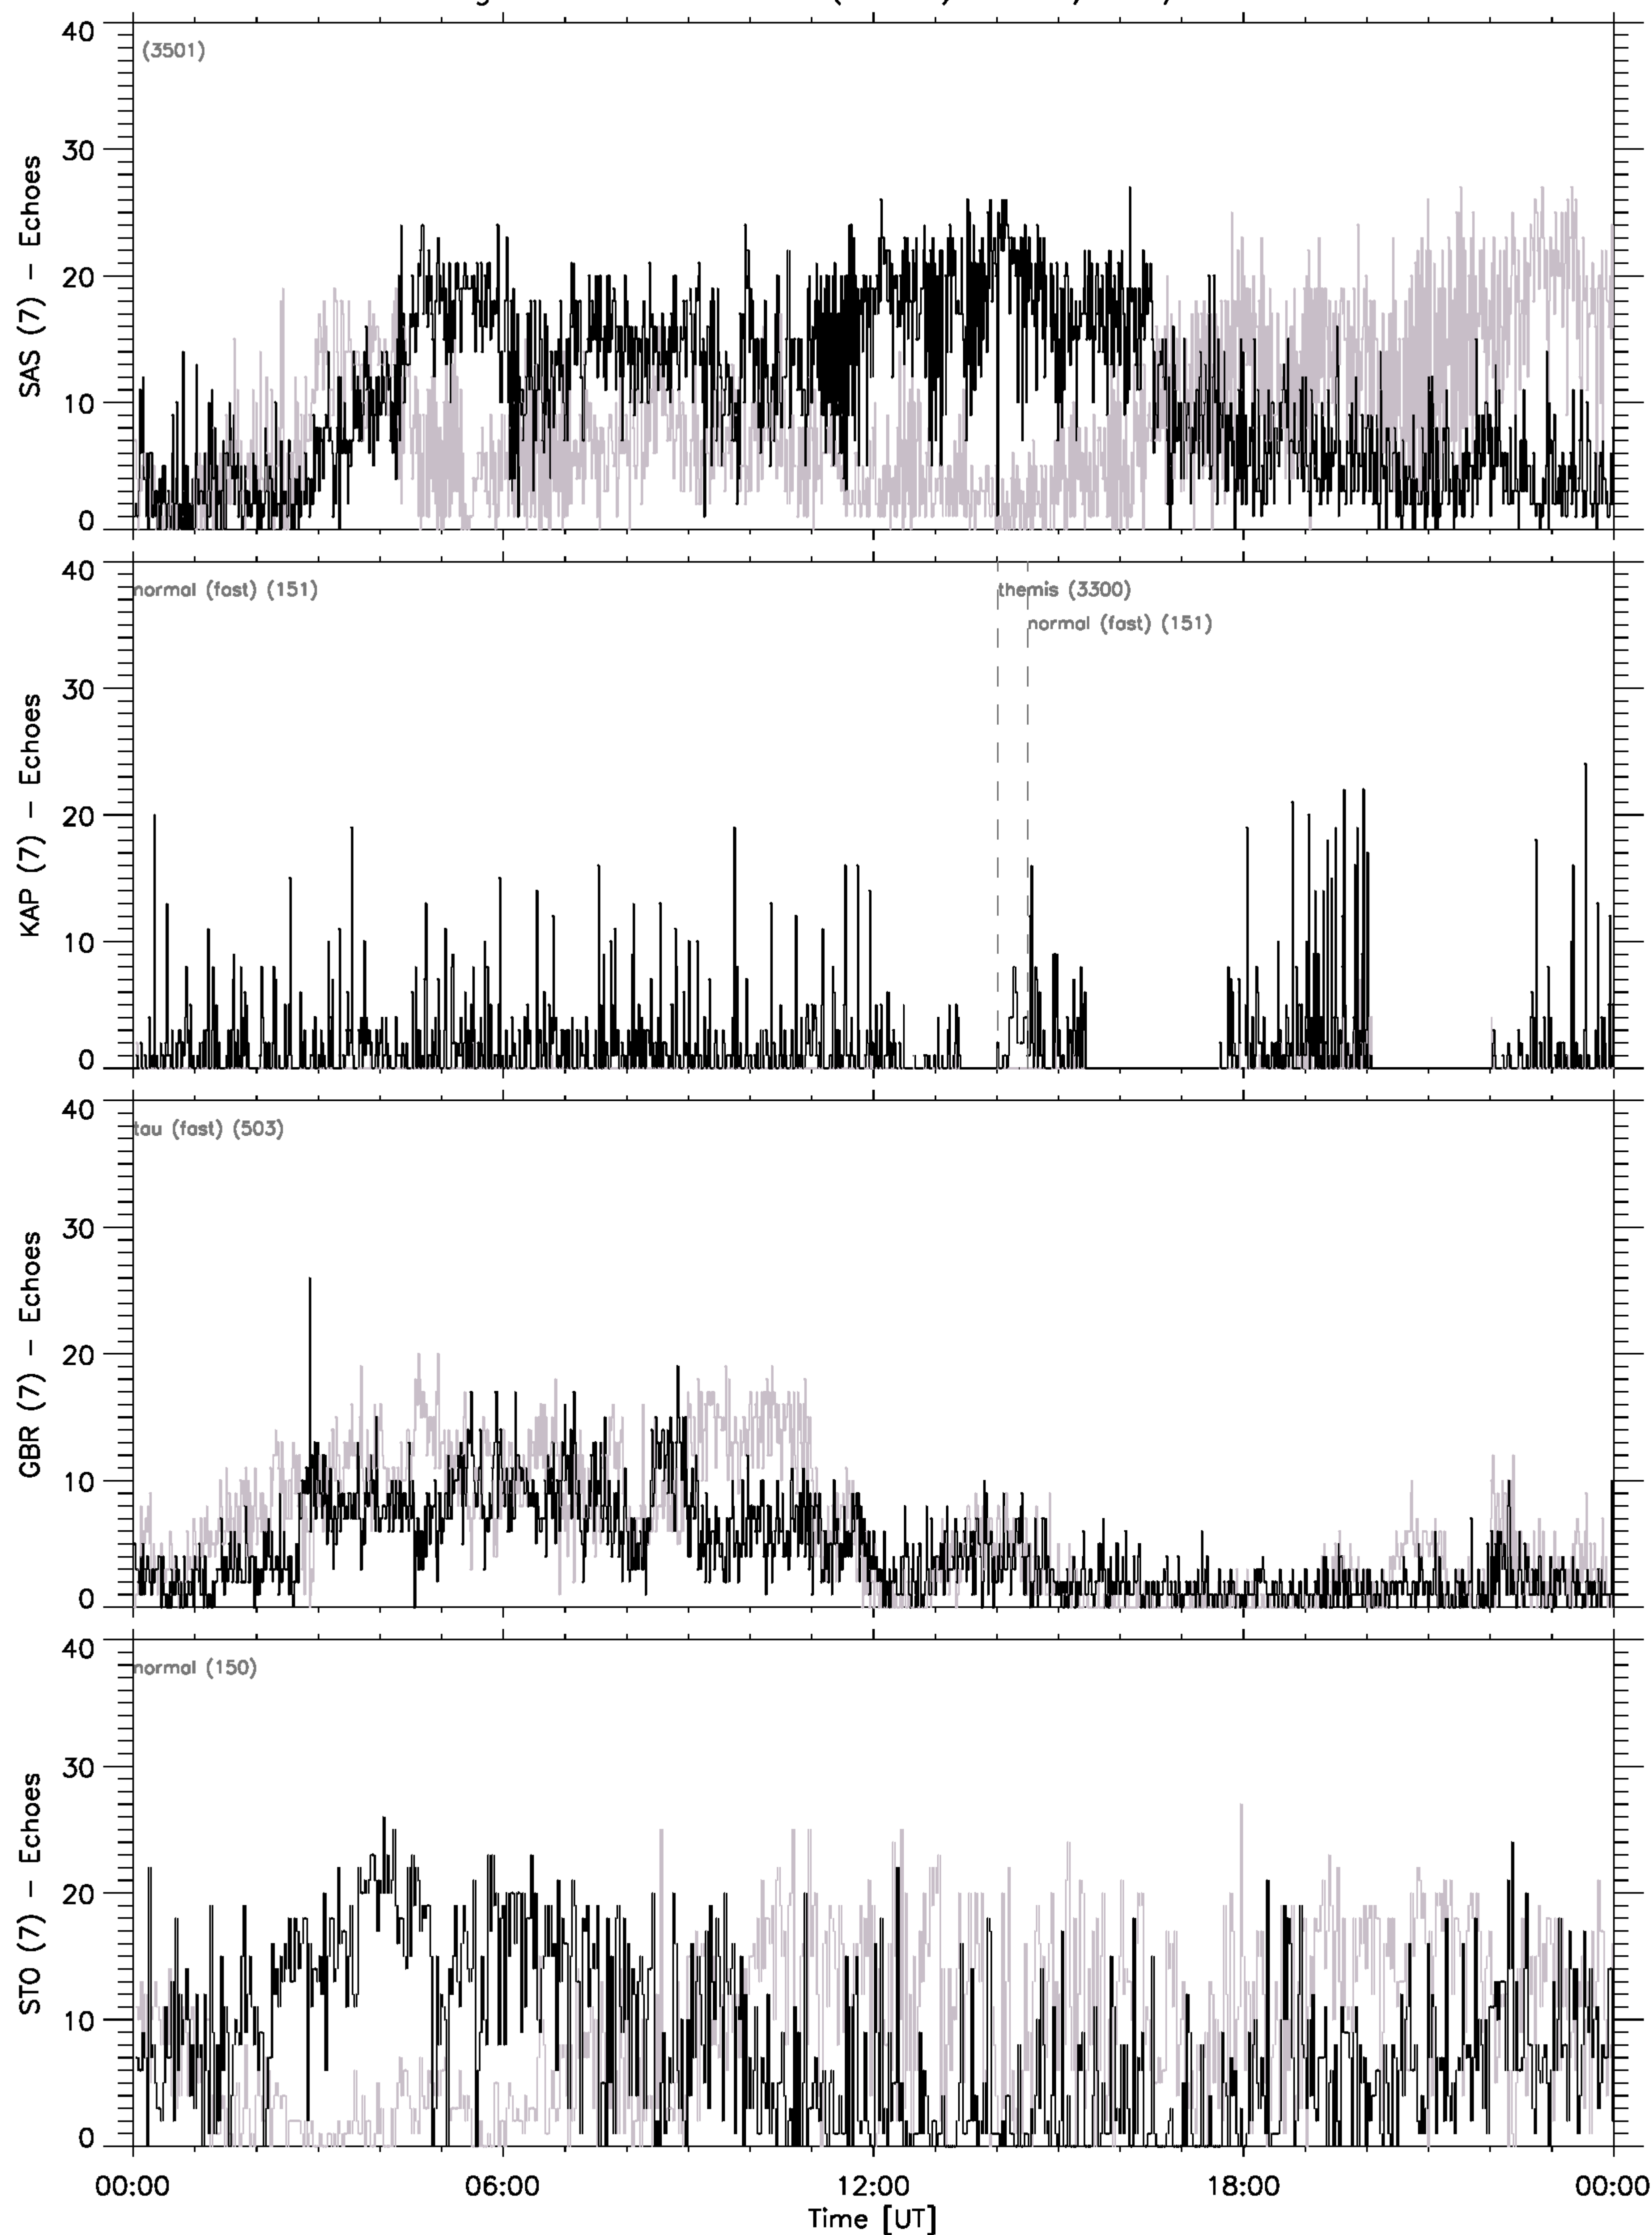 40
(3501)
30
20
10
0
SAS (7) – Echoes
40
normal (fast) (151)
themis (3300)
normal (fast) (151)
30
20
10
0
KAP (7) – Echoes
40
tau (fast) (503)
30
20
10
0
GBR (7) – Echoes
40
normal (150)
30
20
10
0
STO (7) – Echoes
00:00 06:00 12:00 18:00 00:00
Time [UT]